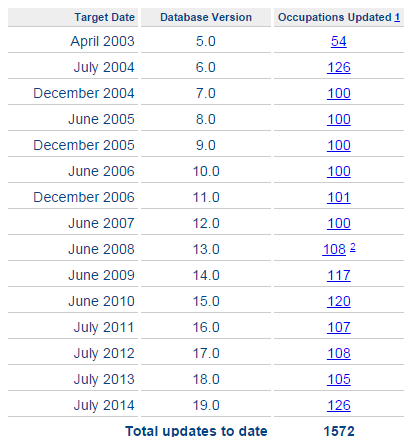 Target Date Database Version Occupations Updated 1
April 2003 5.0 54
July 2004 6.0 126
December 2004 7.0 100
June 2005 8.0 100
December 2005 9.0 100
June 2006 10.0 100
December 2006 11.0 101
June 2007 12.0 100
June 2008 13.0 108 2
June 2009 14.0 117
June 2010 15.0 120
July 2011 16.0 107
July 2012 17.0 108
July 2013 18.0 105
July 2014 19.0 126
Total updates to date 1572